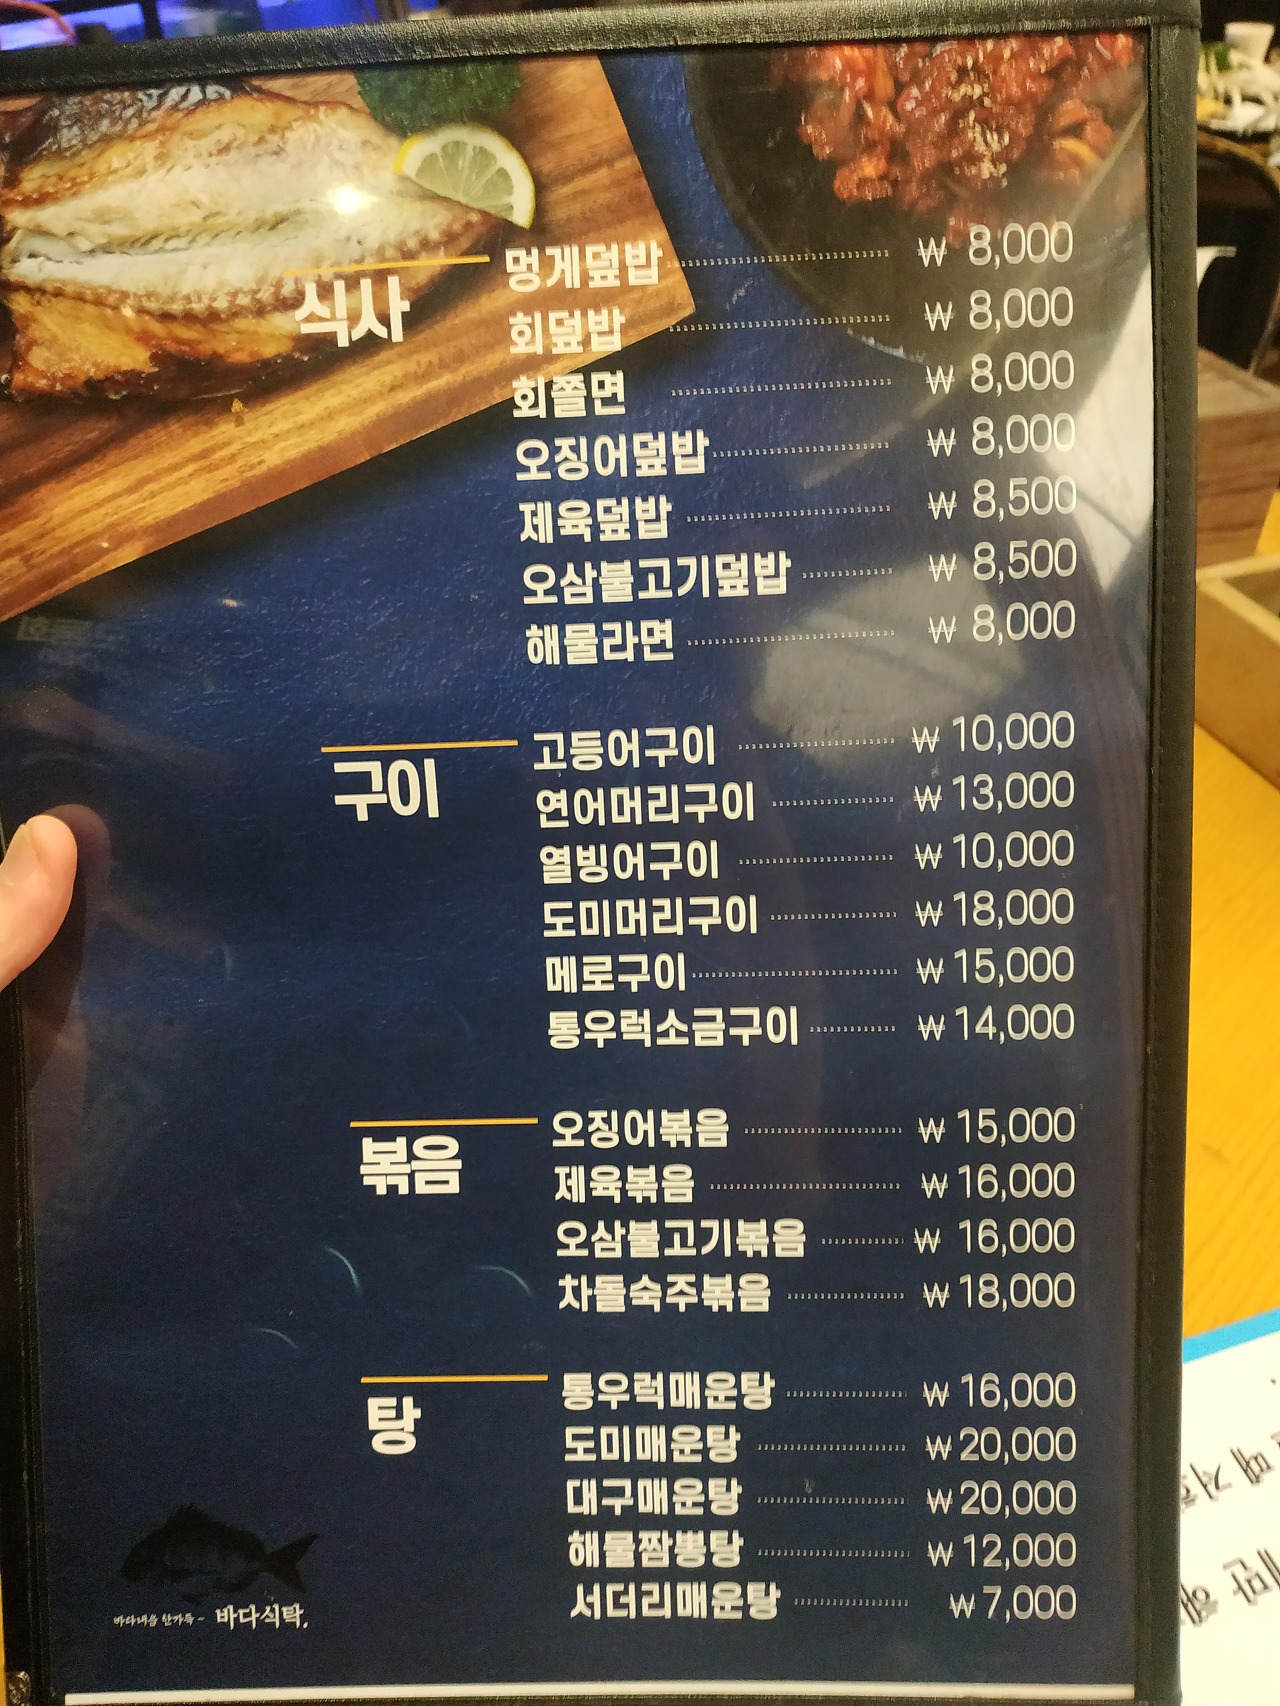 식사
멍게덮밥 ₩ 8,000
회덮밥 ₩ 8,000
회쫄면 ₩ 8,000
오징어덮밥 ₩ 8,000
제육덮밥 ₩ 8,500
오삼불고기덮밥 ₩ 8,500
해물라면 ₩ 8,000
구이
고등어구이 ₩ 10,000
연어머리구이 ₩ 13,000
열빙어구이 ₩ 10,000
도미머리구이 ₩ 18,000
메로구이 ₩ 15,000
통우럭소금구이 ₩ 14,000
볶음
오징어볶음 ₩ 15,000
제육볶음 ₩ 16,000
오삼불고기볶음 ₩ 16,000
차돌숙주볶음 ₩ 18,000
탕
통우럭매운탕 ₩ 16,000
도미매운탕 ₩ 20,000
대구매운탕 ₩ 20,000
해물짬뽕탕 ₩ 12,000
서더리매운탕 ₩ 7,000
바다내음 한가득 - 바다식탁.